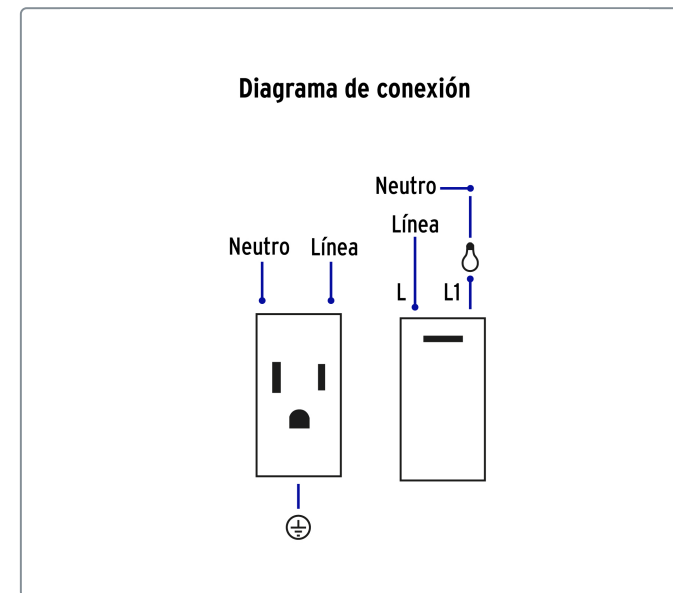 Diagrama de conexión
Neutro
Línea
Neutro Línea
L L1